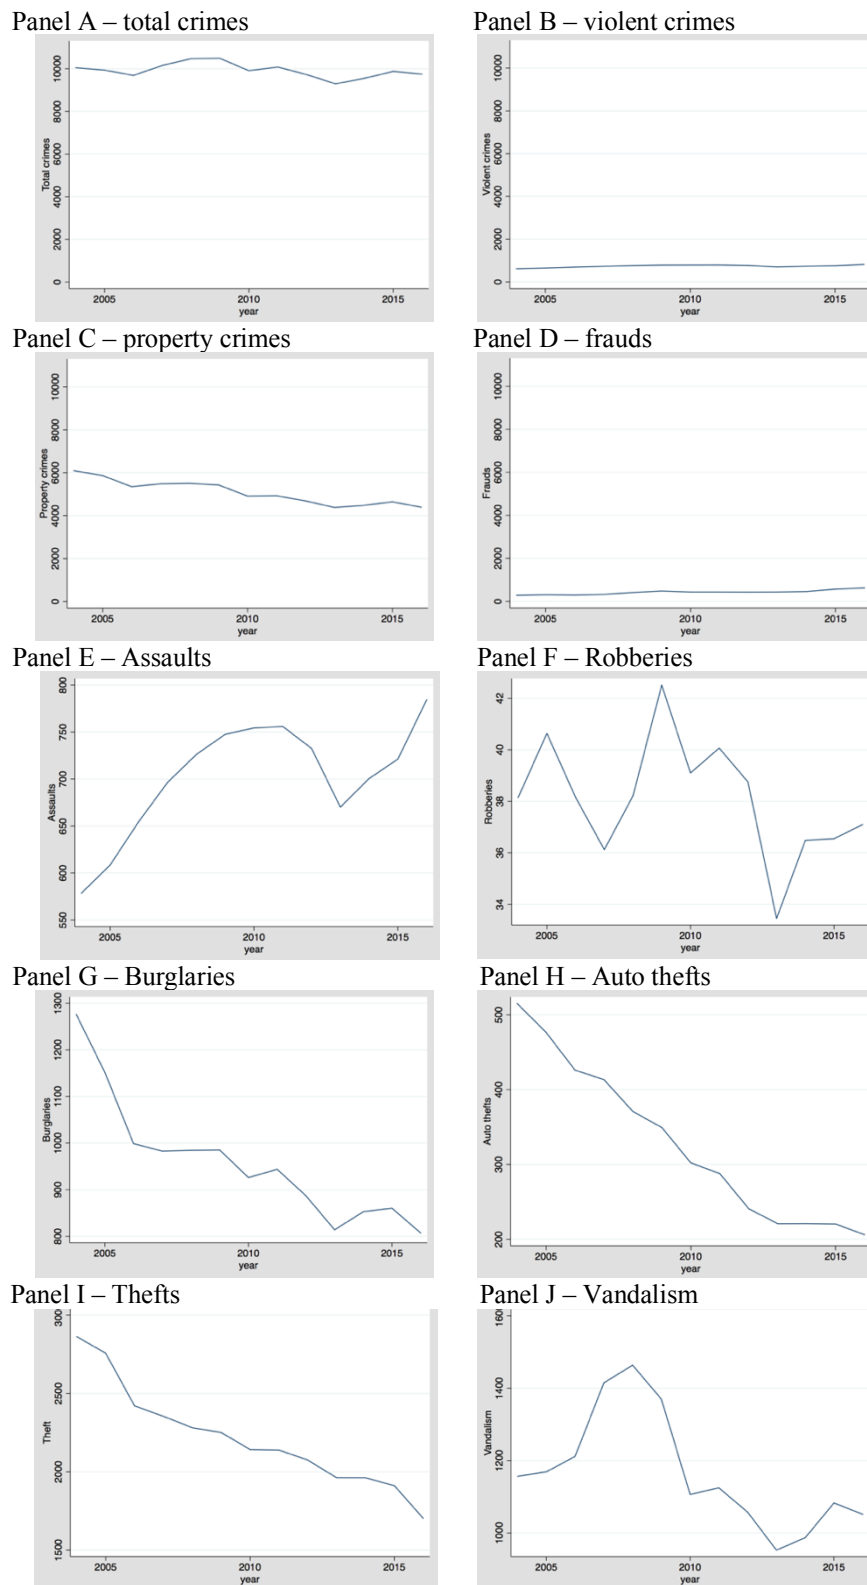 Panel A – total crimes
Total crimes
0
2000
4000
6000
8000
10000
2005
2010
2015
year
Panel B – violent crimes
Violent crimes
0
2000
4000
6000
8000
10000
2005
2010
2015
year
Panel C – property crimes
Property crimes
0
2000
4000
6000
8000
10000
2005
2010
2015
year
Panel D – frauds
Frauds
0
2000
4000
6000
8000
10000
2005
2010
2015
year
Panel E – Assaults
Assaults
550
600
650
700
750
800
2005
2010
2015
year
Panel F – Robberies
Robberies
34
36
38
40
42
2005
2010
2015
year
Panel G – Burglaries
Burglaries
800
900
1000
1100
1200
1300
2005
2010
2015
year
Panel H – Auto thefts
Auto thefts
200
300
400
500
2005
2010
2015
year
Panel I – Thefts
Theft
1500
2000
2500
2005
2010
2015
year
Panel J – Vandalism
Vandalism
1000
1200
1400
2005
2010
2015
year